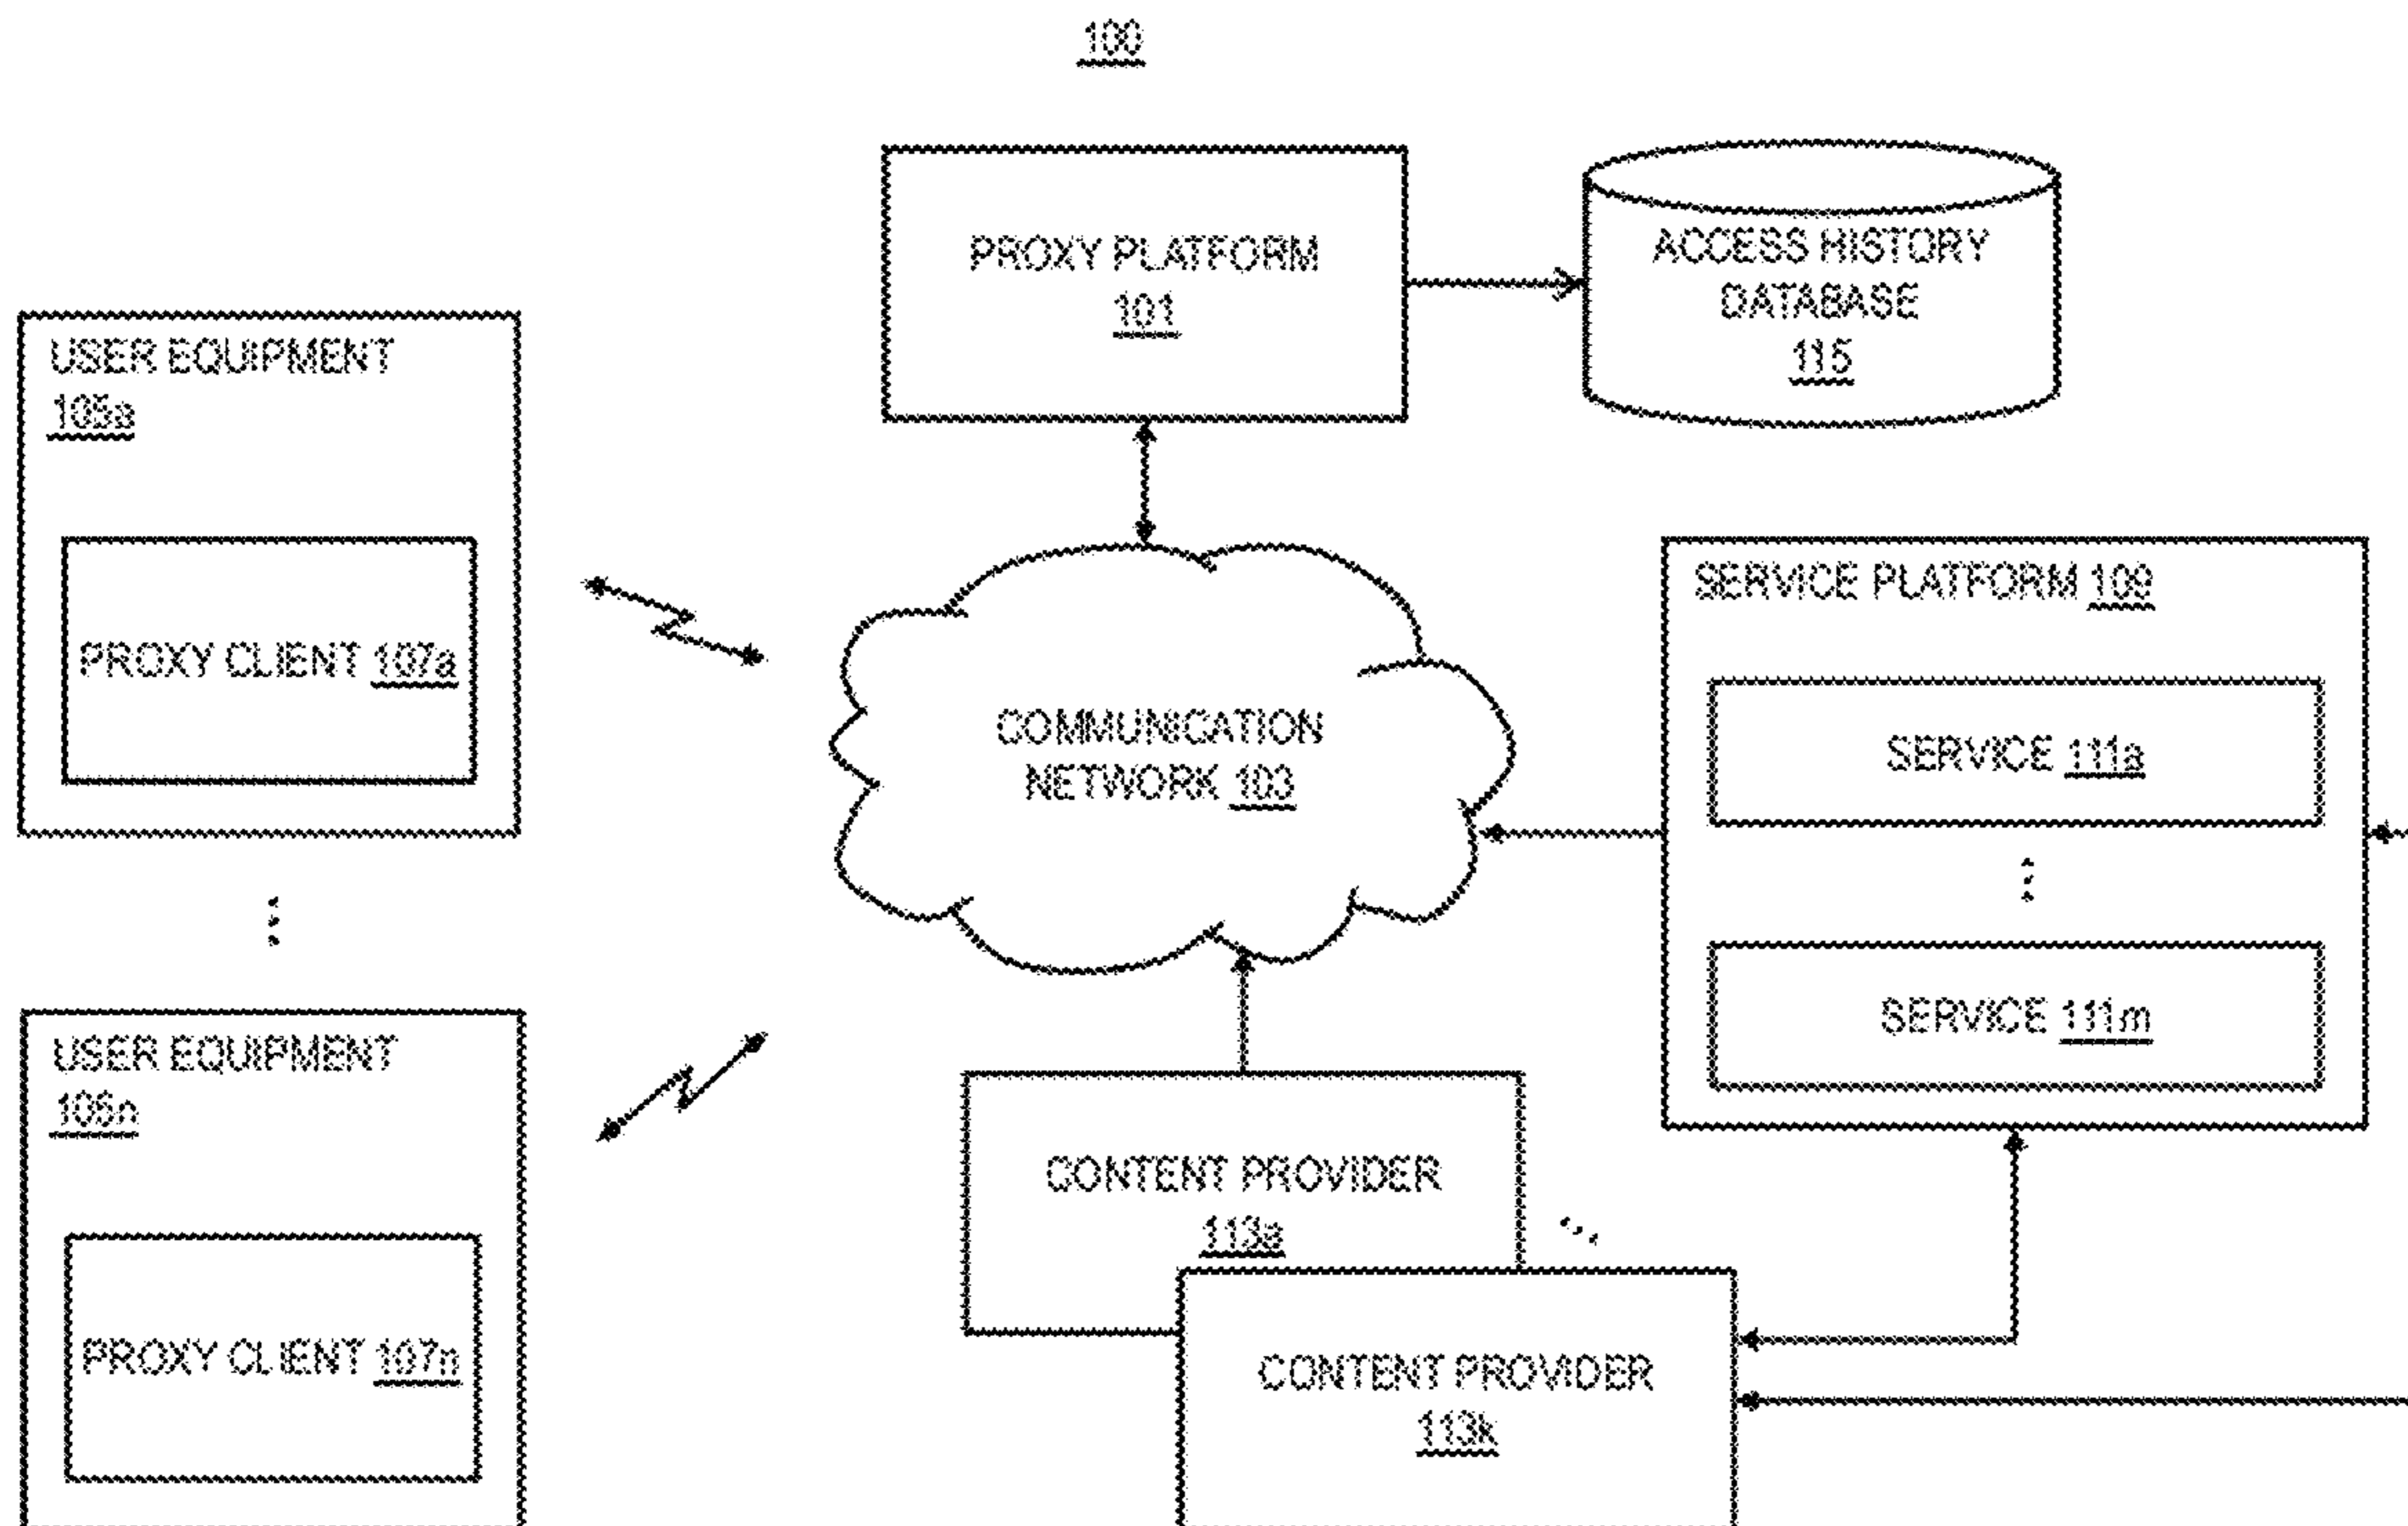 100
PROXY PLATFORM
101
ACCESS HISTORY
DATABASE
115
USER EQUIPMENT
105a
PROXY CLIENT 107a
COMMUNICATION
NETWORK 103
SERVICE PLATFORM 109
SERVICE 111a
SERVICE 111m
USER EQUIPMENT
105n
PROXY CLIENT 107n
CONTENT PROVIDER
113a
CONTENT PROVIDER
113k